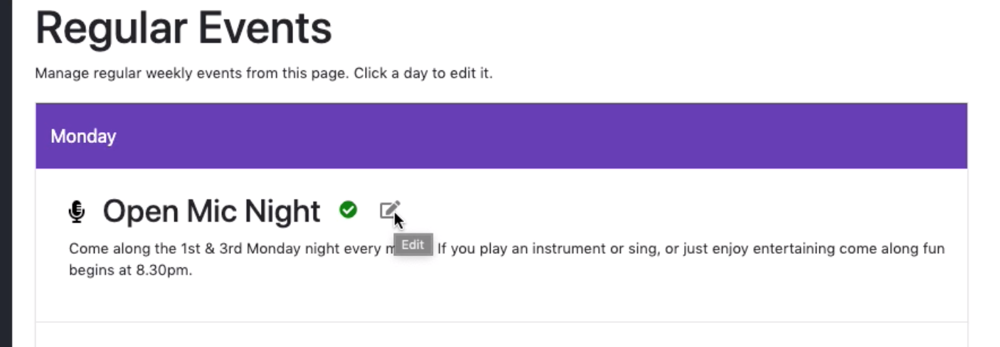 Regular Events
Manage regular weekly events from this page. Click a day to edit it.
Monday
Open Mic Night
Edit
Come along the 1st & 3rd Monday night every If you play an instrument or sing, or just enjoy entertaining come along fun
begins at 8.30pm.